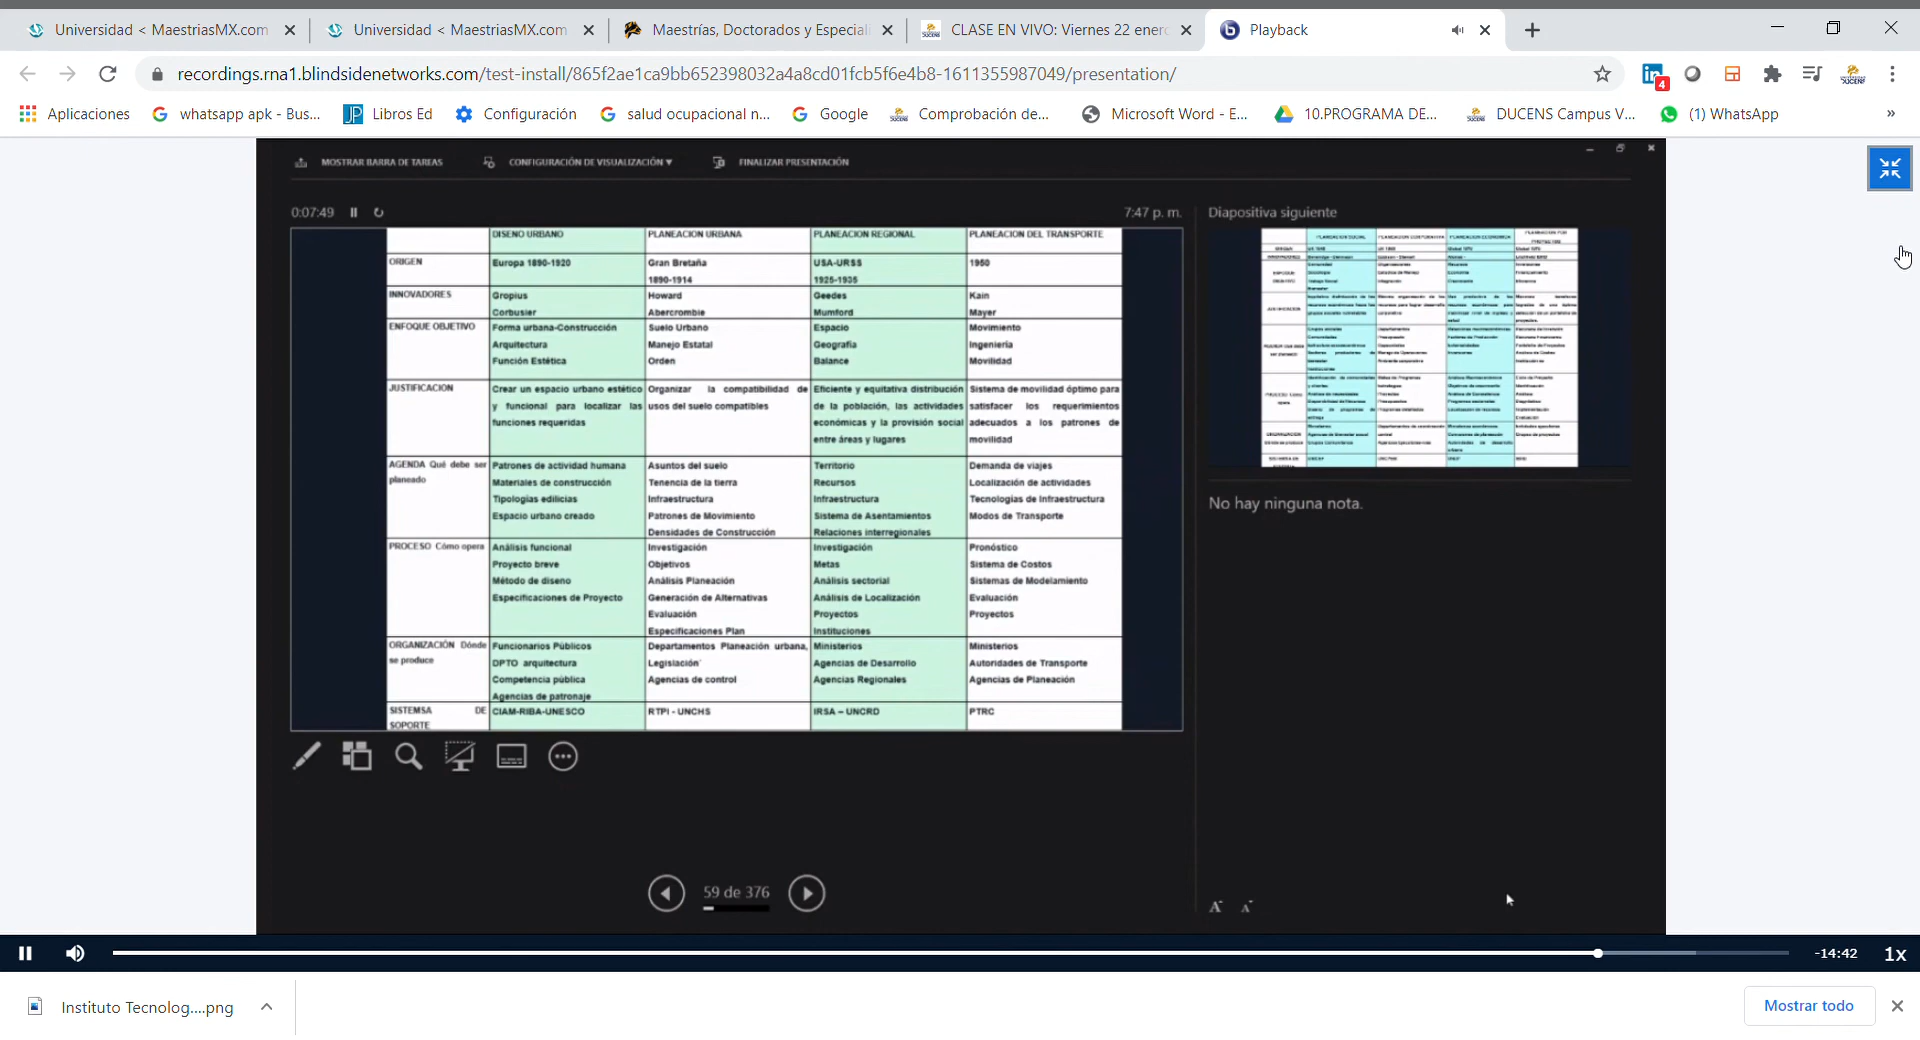 Universidad < MaestriasMX.com
Universidad < MaestriasMX.com
Maestrías, Doctorados y Especiali
CLASE EN VIVO: Viernes 22 enero
Playback
recordings.rna1.blindsidenetworks.com/test-install/865f2ae1ca9bb652398032a4a8cd01fcb5f6e4b8-1611355987049/presentation/
4
Aplicaciones
whatsapp apk - Bus...
Libros Ed
Configuración
salud ocupacional n...
Google
Comprobación de...
Microsoft Word - E...
10.PROGRAMA DE...
DUCENS Campus V...
(1) WhatsApp
»
MOSTRAR BARRA DE TAREAS
CONFIGURACIÓN DE VISUALIZACIÓN ▼
FINALIZAR PRESENTACIÓN
0:07:49
7:47 p. m.
Diapositiva siguiente
DISENO URBANO
PLANEACION URBANA
PLANEACION REGIONAL
PLANEACION DEL TRANSPORTE
ORIGEN
Europa 1890-1920
Gran Bretaña
1890-1914
USA-URSS
1925-1935
1950
INNOVADORES
Gropius
Corbusier
Howard
Abercrombie
Geedes
Mumford
Kain
Mayer
ENFOQUE OBJETIVO
Forma urbana-Construcción
Arquitectura
Función Estética
Suelo Urbano
Manejo Estatal
Orden
Espacio
Geografía
Balance
Movimiento
Ingeniería
Movilidad
JUSTIFICACION
Crear un espacio urbano estético
y funcional para localizar las
funciones requeridas
Organizar la compatibilidad de
usos del suelo compatibles
Eficiente y equitativa distribución
de la población, las actividades
económicas y la provisión social
entre áreas y lugares
Sistema de movilidad óptimo para
satisfacer los requerimientos
adecuados a los patrones de
movilidad
AGENDA Qué debe ser
planeado
Patrones de actividad humana
Materiales de construcción
Tipologías edilicias
Espacio urbano creado
Asuntos del suelo
Tenencia de la tierra
Infraestructura
Patrones de Movimiento
Densidades de Construcción
Territorio
Recursos
Infraestructura
Sistema de Asentamientos
Relaciones interregionales
Demanda de viajes
Localización de actividades
Tecnologías de Infraestructura
Modos de Transporte
PROCESO Cómo opera
Análisis funcional
Proyecto breve
Método de diseno
Especificaciones de Proyecto
Investigación
Objetivos
Análisis Planeación
Generación de Alternativas
Evaluación
Especificaciones Plan
Investigación
Metas
Análisis sectorial
Análisis de Localización
Proyectos
Instituciones
Pronóstico
Sistema de Costos
Sistemas de Modelamiento
Evaluación
Proyectos
ORGANIZACIÓN Dónde
se produce
Funcionarios Públicos
DPTO arquitectura
Competencia pública
Agencias de patronaje
Departamentos Planeación urbana,
Legislación
Agencias de control
Ministerios
Agencias de Desarrollo
Agencias Regionales
Ministerios
Autoridades de Transporte
Agencias de Planeación
SISTEMSA DE
SOPORTE
CIAM-RIBA-UNESCO
RTPI - UNCHS
IRSA – UNCRD
PTRC
No hay ninguna nota.
59 de 376
A A
-14:42
1x
Instituto Tecnolog....png
Mostrar todo